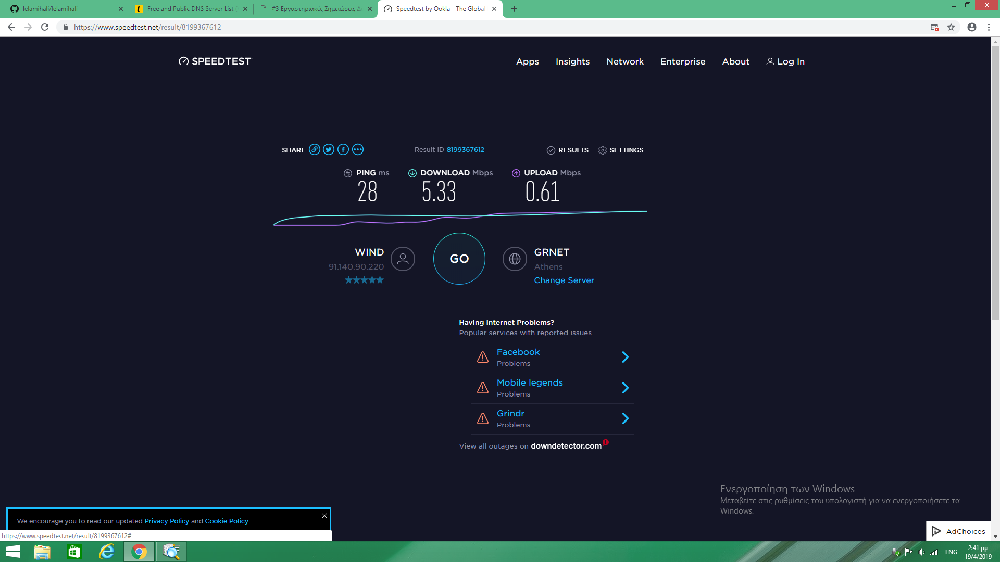 lelamihali/lelamihali
Free and Public DNS Server List
#3 Εργαστηριακές Σημειώσεις Δι
Speedtest by Ookla - The Global
https://www.speedtest.net/result/8199367612
SPEEDTEST
Apps Insights Network Enterprise About Log In
SHARE Result ID 8199367612 RESULTS SETTINGS
PING ms DOWNLOAD Mbps UPLOAD Mbps
28 5.33 0.61
WIND
91.140.90.220
GO
GRNET
Athens
Change Server
Having Internet Problems?
Popular services with reported issues
Facebook
Problems
Mobile legends
Problems
Grindr
Problems
View all outages on downdetector.com
Ενεργοποίηση των Windows
Μεταβείτε στις ρυθμίσεις του υπολογιστή για να ενεργοποιήσετε τα
Windows.
We encourage you to read our updated Privacy Policy and Cookie Policy.
https://www.speedtest.net/result/8199367612#
AdChoices
ENG
2:41 μμ
19/4/2019